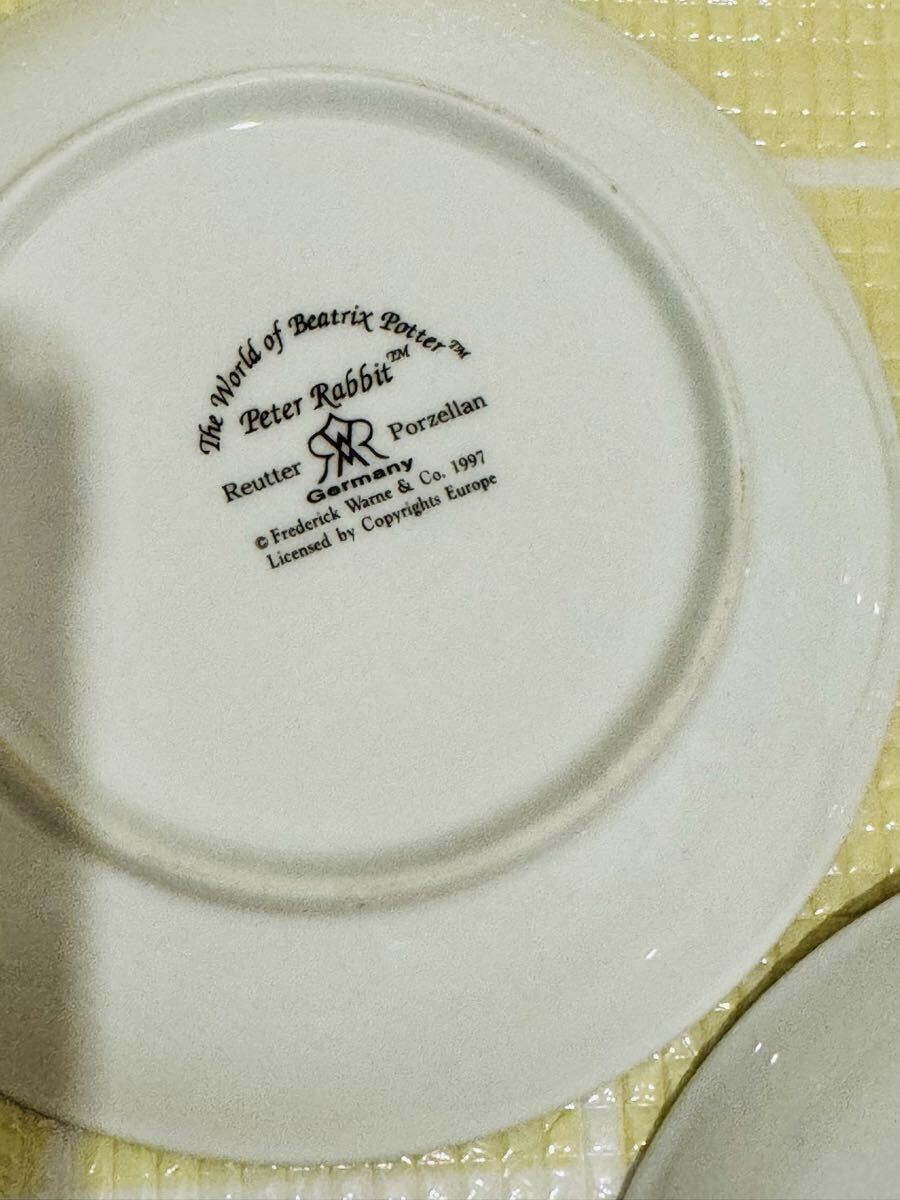 The World of Beatrix Potter™
Peter Rabbit™
Reutter Porzellan
Germany
© Frederick Warne & Co. 1997
Licensed by Copyrights Europe